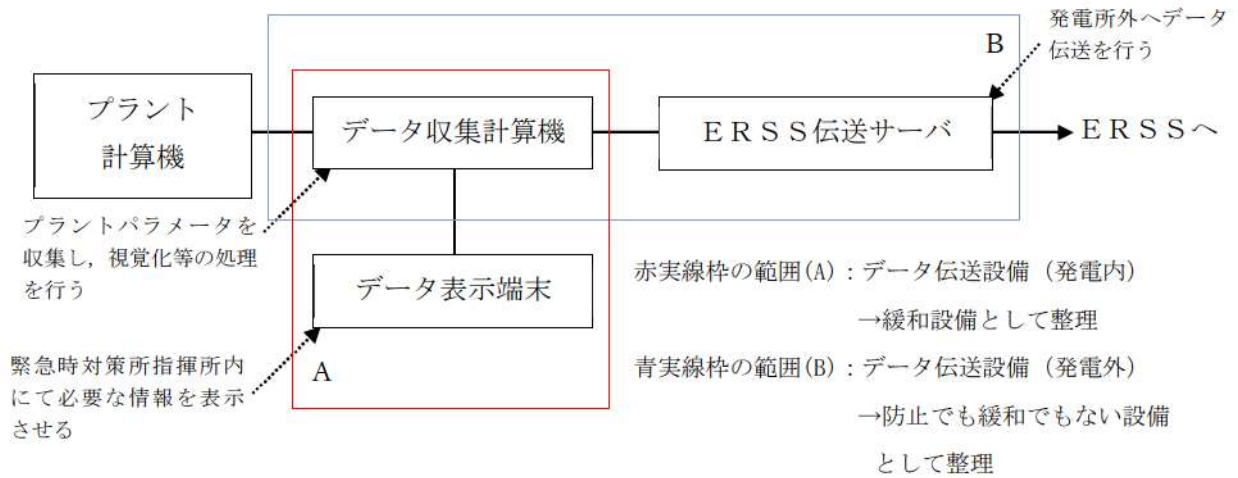 発電所外へデータ
伝送を行う
B
プラント
計算機
データ収集計算機
ＥＲＳＳ伝送サーバ
ＥＲＳＳへ
プラントパラメータを
収集し，視覚化等の処理
を行う
データ表示端末
緊急時対策所指揮所内
にて必要な情報を表示
させる
A
赤実線枠の範囲(A)：データ伝送設備（発電内）
→緩和設備として整理
青実線枠の範囲(B)：データ伝送設備（発電外）
→防止でも緩和でもない設備
として整理